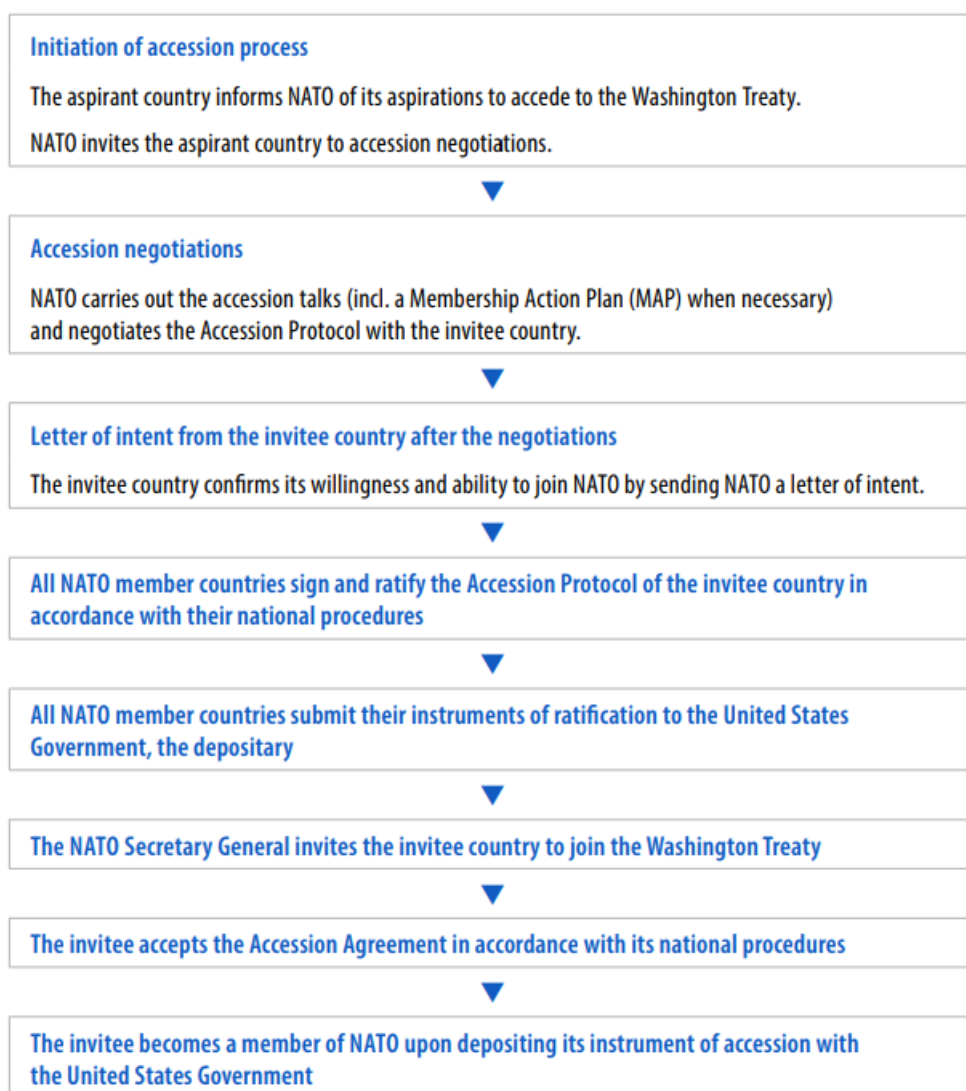 Initiation of accession process
The aspirant country informs NATO of its aspirations to accede to the Washington Treaty.
NATO invites the aspirant country to accession negotiations.
Accession negotiations
NATO carries out the accession talks (incl. a Membership Action Plan (MAP) when necessary)
and negotiates the Accession Protocol with the invitee country.
Letter of intent from the invitee country after the negotiations
The invitee country confirms its willingness and ability to join NATO by sending NATO a letter of intent.
All NATO member countries sign and ratify the Accession Protocol of the invitee country in
accordance with their national procedures
All NATO member countries submit their instruments of ratification to the United States
Government, the depositary
The NATO Secretary General invites the invitee country to join the Washington Treaty
The invitee accepts the Accession Agreement in accordance with its national procedures
The invitee becomes a member of NATO upon depositing its instrument of accession with
the United States Government